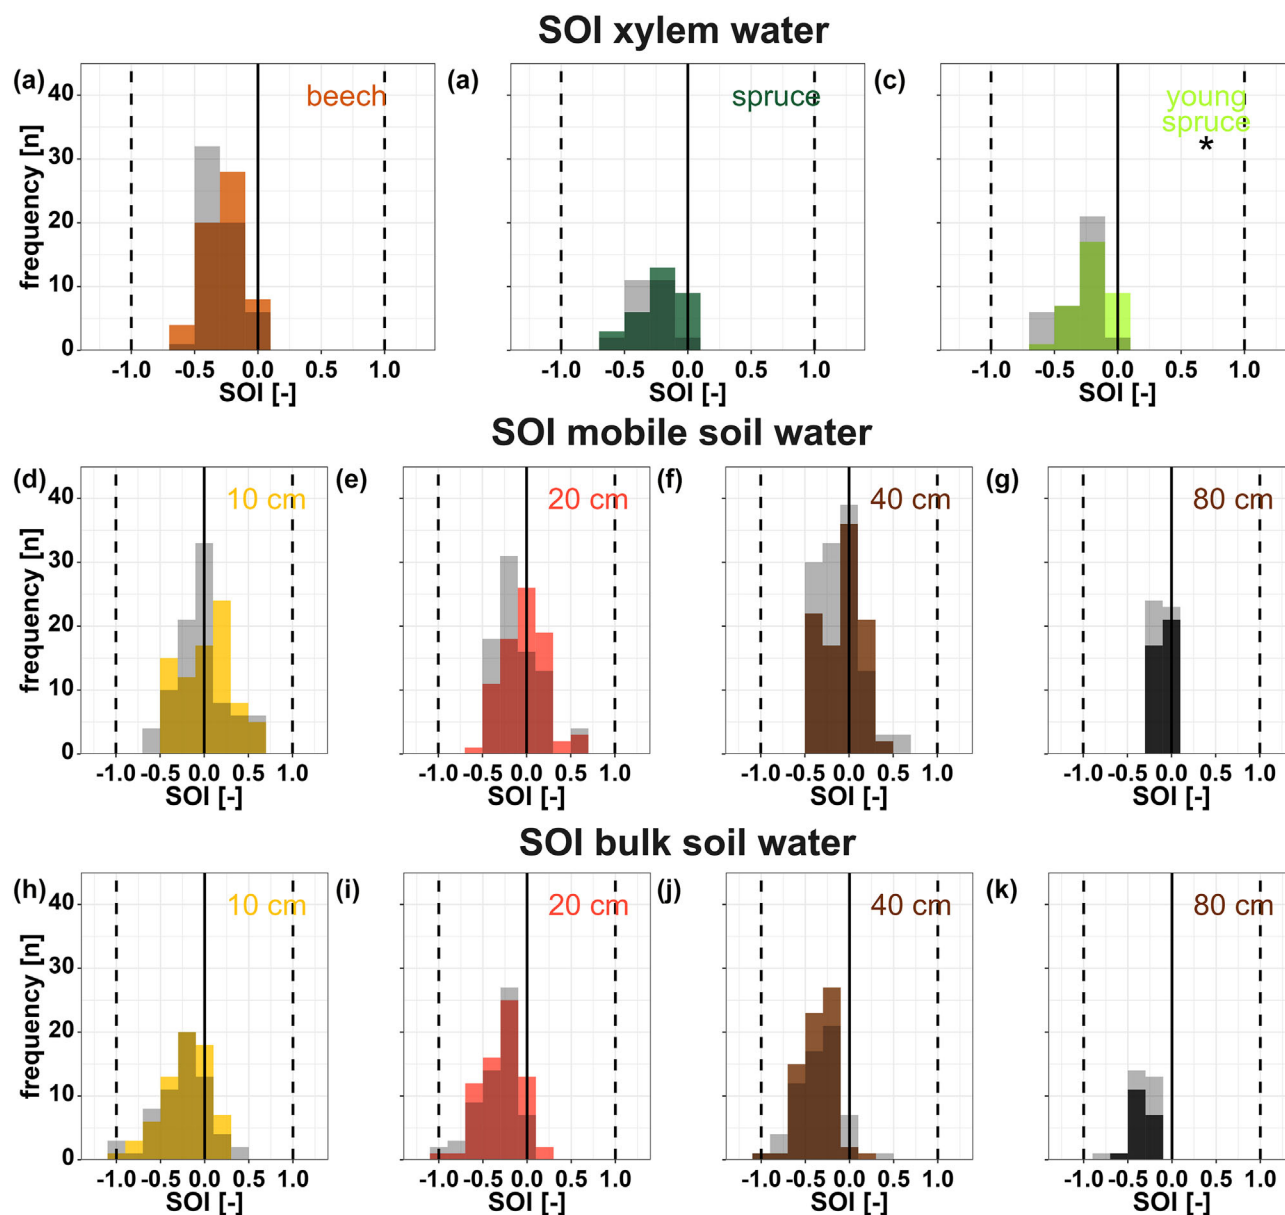 SOI xylem water
(a) beech
(a) spruce
(c) young
spruce
*
frequency [n]
40
30
20
10
0
-1.0 -0.5 0.0 0.5 1.0
-1.0 -0.5 0.0 0.5 1.0
-1.0 -0.5 0.0 0.5 1.0
SOI [-]
SOI [-]
SOI [-]
SOI mobile soil water
(d) 10 cm
(e) 20 cm
(f) 40 cm
(g) 80 cm
frequency [n]
40
30
20
10
0
-1.0 -0.5 0.0 0.5 1.0
-1.0 -0.5 0.0 0.5 1.0
-1.0 -0.5 0.0 0.5 1.0
-1.0 -0.5 0.0 0.5 1.0
SOI [-]
SOI [-]
SOI [-]
SOI [-]
SOI bulk soil water
(h) 10 cm
(i) 20 cm
(j) 40 cm
(k) 80 cm
frequency [n]
40
30
20
10
0
-1.0 -0.5 0.0 0.5 1.0
-1.0 -0.5 0.0 0.5 1.0
-1.0 -0.5 0.0 0.5 1.0
-1.0 -0.5 0.0 0.5 1.0
SOI [-]
SOI [-]
SOI [-]
SOI [-]